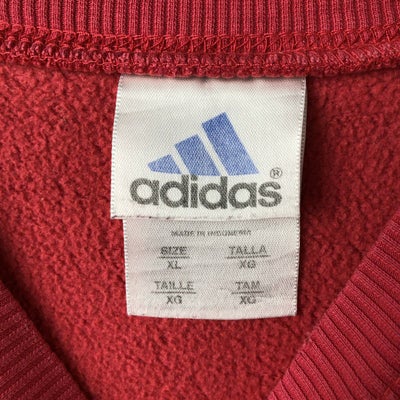 adidas®
MADE IN INDONESIA
SIZE TALLA
XL XG
TAILLE TAM
XG XG